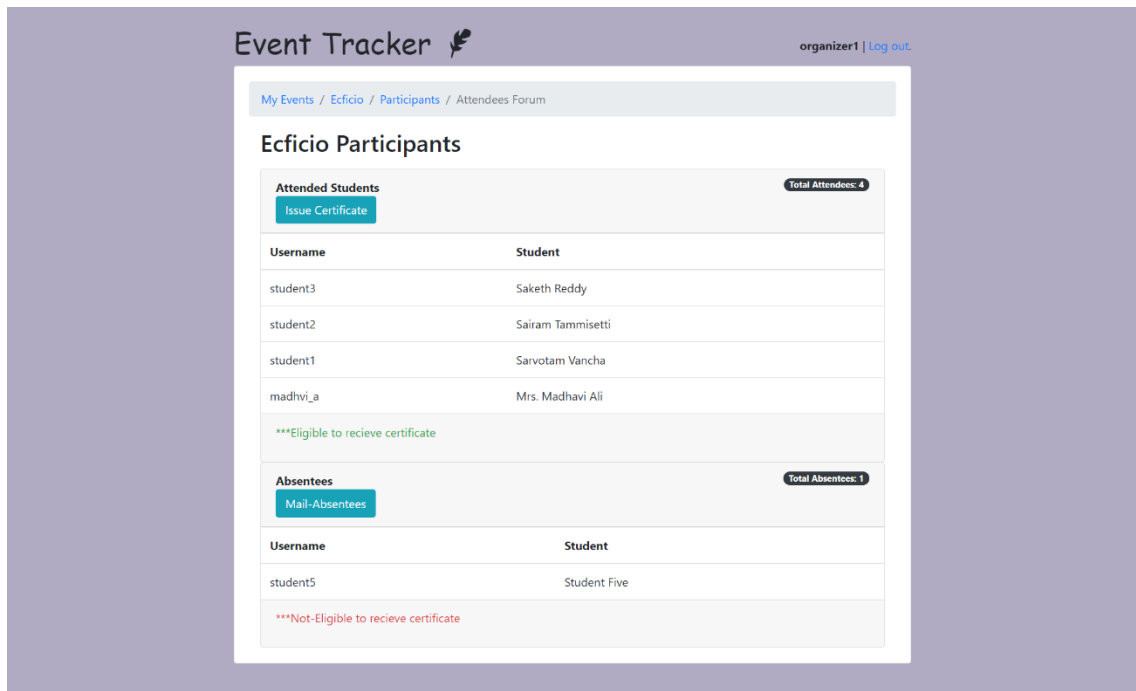 Event Tracker
organizer1 | Log out.
My Events / Ecficio / Participants / Attendees Forum
Ecficio Participants
Attended Students
Total Attendees: 4
Issue Certificate
Username Student
student3 Saketh Reddy
student2 Sairam Tammisetti
student1 Sarvotam Vancha
madhvi_a Mrs. Madhavi Ali
***Eligible to recieve certificate
Absentees
Total Absentees: 1
Mail-Absentees
Username Student
student5 Student Five
***Not-Eligible to recieve certificate